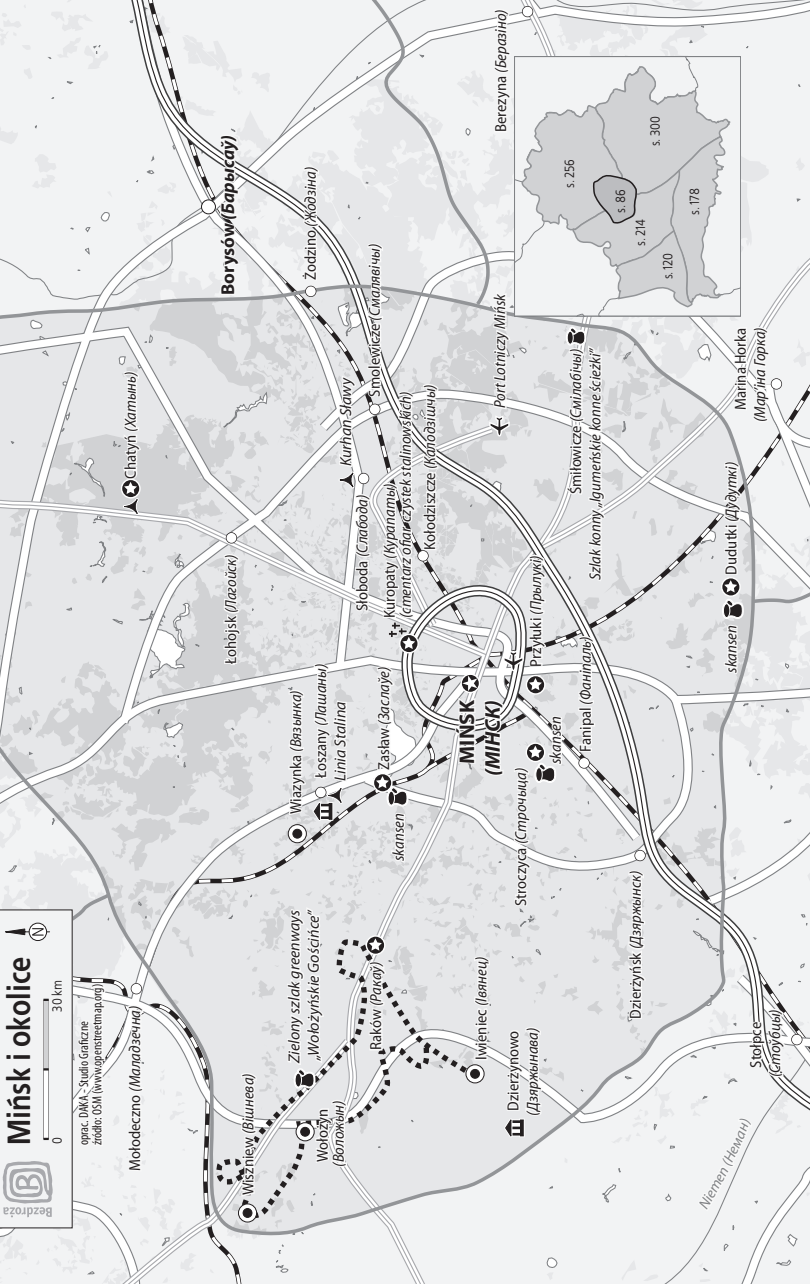 Mińsk i okolice
N
0
30 km
oprac. DAKA - Studio Graficzne
źródło: OSM (www.openstreetmap.org)
B
Bezdroża
Mołodeczno (Маладзечна)
Wiszniew (Вішнева)
Wołożyn
(Воложын)
Zielony szlak greenways
„Wołożyńskie Gościńce”
Raków (Ракаў)
Iwieniec (Івянец)
Dzierżynowo
(Дзяржынава)
Niemen (Неман)
Stołpce
(Стоўбцы)
Dzierżyńsk (Дзяржынск)
Wiazynka (Вязынка)
Łoszany (Лашаны)
Linia Stalina
Zasław (Заслаўе)
skansen
Stroczyca (Строчыца)
skansen
Fanipal (Фаніпаль)
MIŃSK
(МІНСК)
Przyłuki (Прылукі)
Łohojsk (Лагойск)
Chatyń (Хатынь)
Słoboda (Слабода)
Kurhan Sławy
Kuropaty (Курапаты)
(cmentarz ofiar czystek stalinowskich)
Kołodziszcze (Калодзішчы)
Smolewicze (Смалявічы)
Żodzino (Жодзіна)
Borysów (Барысаў)
Port Lotniczy Mińsk
Śmiłowicze (Смілабічы)
Szlak konny „Igumeńskie konne ścieżki”
skansen
Dudutki (Дудуткі)
Marina Horka
(Мар'іна Горка)
Berezyna (Беразіно)
s. 256
s. 300
s. 86
s. 214
s. 178
s. 120